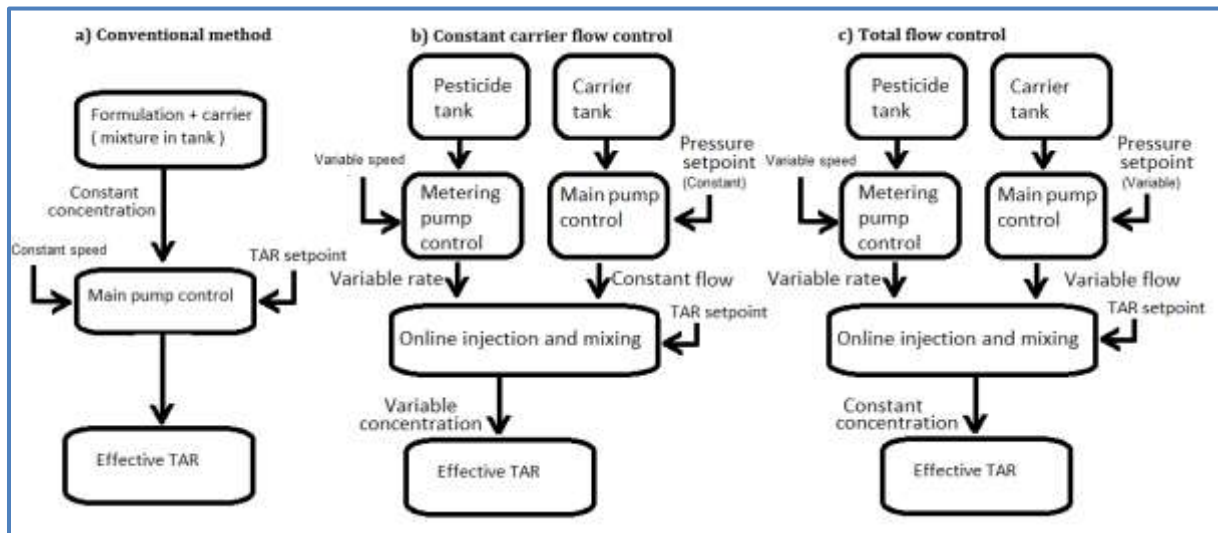 a) Conventional method
Formulation + carrier
( mixture in tank )
Constant
concentration
Constant speed
TAR setpoint
Main pump control
Effective TAR
b) Constant carrier flow control
Pesticide
tank
Carrier
tank
Variable speed
Pressure
setpoint
(Constant)
Metering
pump
control
Main pump
control
Variable rate
Constant flow
TAR setpoint
Online injection and mixing
Variable
concentration
Effective TAR
c) Total flow control
Pesticide
tank
Carrier
tank
Variable speed
Pressure
setpoint
(Variable)
Metering
pump
control
Main pump
control
Variable rate
Variable flow
TAR setpoint
Online injection and mixing
Constant
concentration
Effective TAR